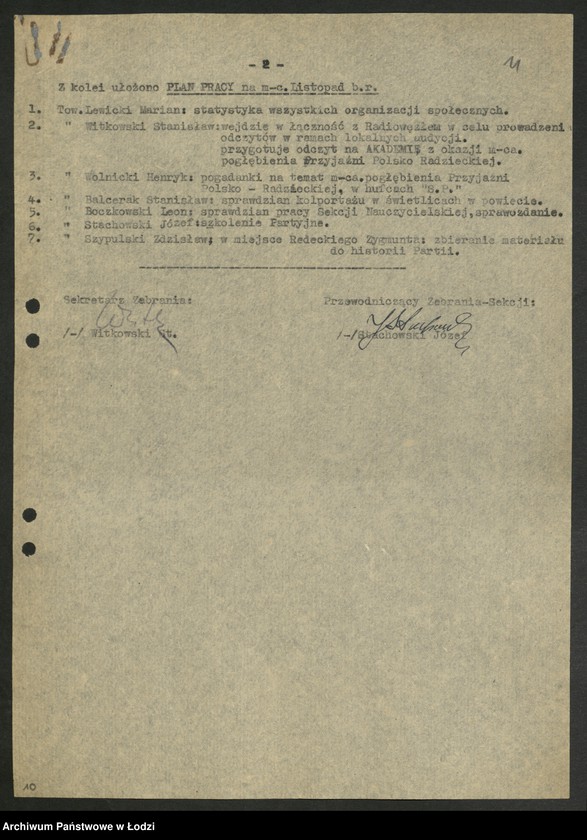 11
- 2 -
Z kolei ułożono PLAN PRACY na m-c. Listopad b.r.
1. Tow. Lewicki Marian: statystyka wszystkich organizacji społecznych.
2. " Witkowski Stanisław:wejdzie w łączność z Radiowęzłem w celu prowadzeni
odczytów w ramach lokalnych audycji.
przygotuje odczyt na AKADEMIĘ z okazji m-ca.
pogłębienia Przyjaźni Polsko Radzieckiej.
3. " Wolnicki Henryk: pogadanki na temat m-ca.pogłębienia Przyjaźni
Polsko - Radzieckiej, w hufcach "S.P."
4. " Balcerak Stanisław: sprawdzian kolportażu w świetlicach w powiecie.
5. " Boczkowski Leon: sprawdzian pracy Sekcji Nauczycielskiej,sprawozdanie.
6. " Stachowski Józef:szkolenie Partyjne.
7. " Szypulski Zdzisław; w miejsce Redeckiego Zygmunta: zbieranie materiału
do historii Partii.
Sekretarz Zebrania: Przewodniczący Zebrania-Sekcji:
/-/ Witkowski St. /-/Stachowski Józef
10
Archiwum Państwowe w Łodzi